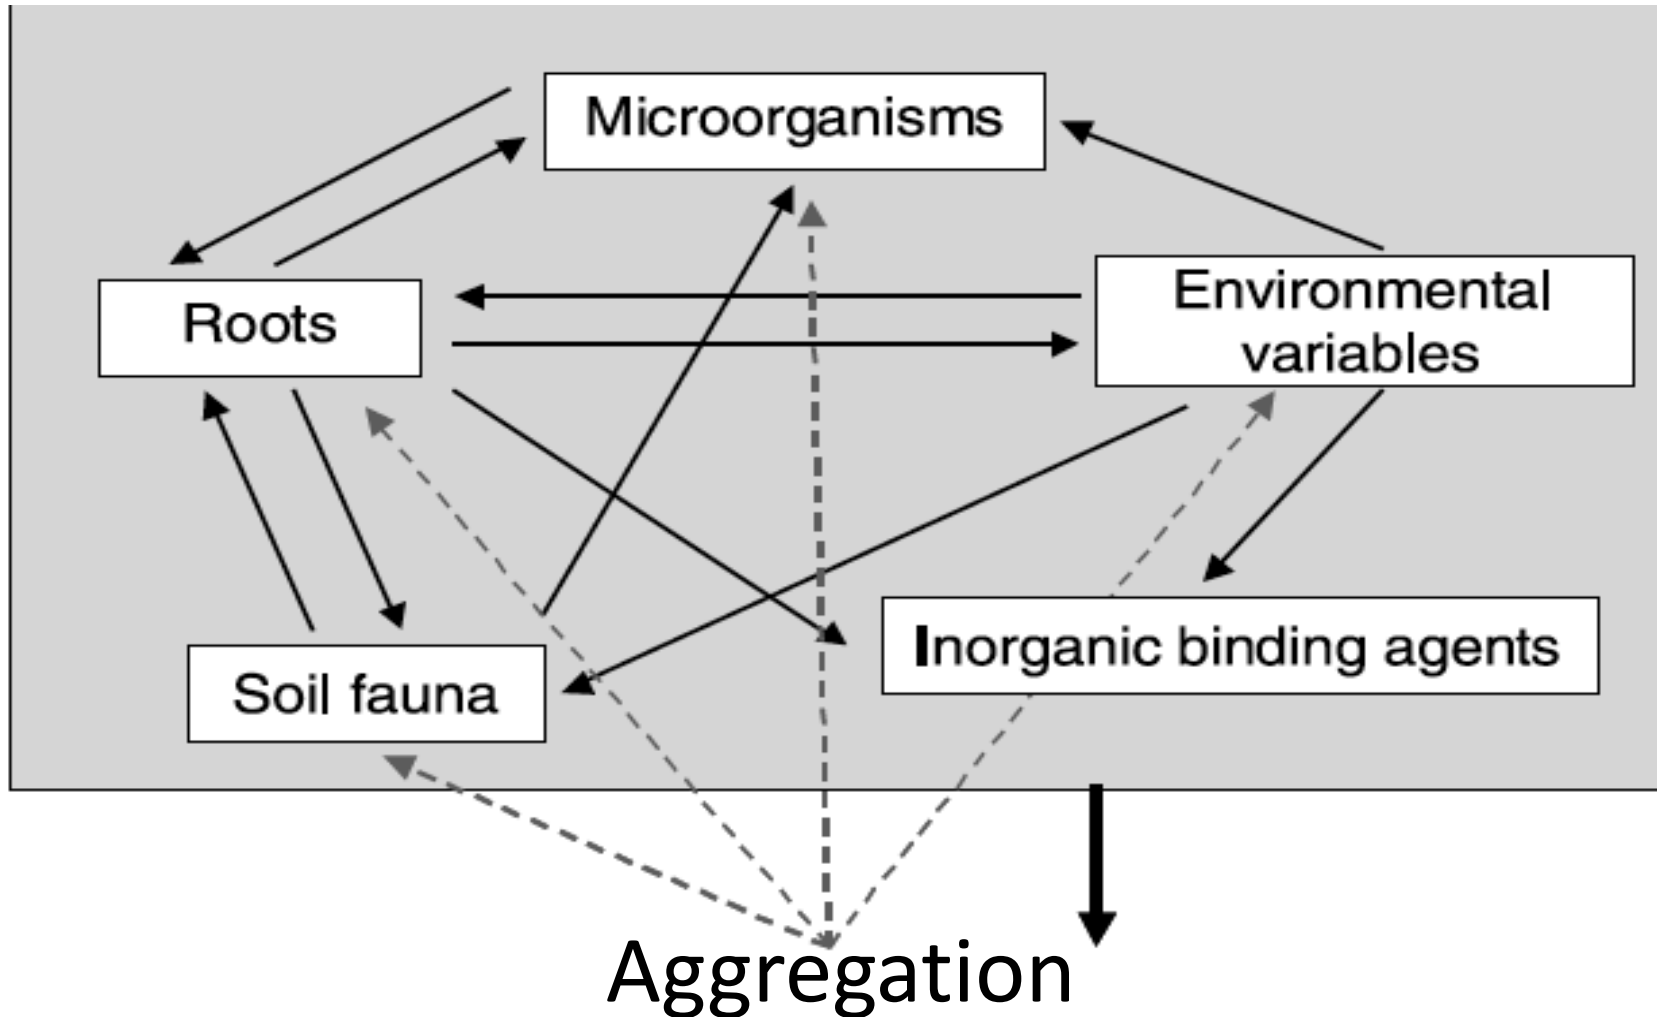 Microorganisms
Roots
Environmental
variables
Inorganic binding agents
Soil fauna
Aggregation